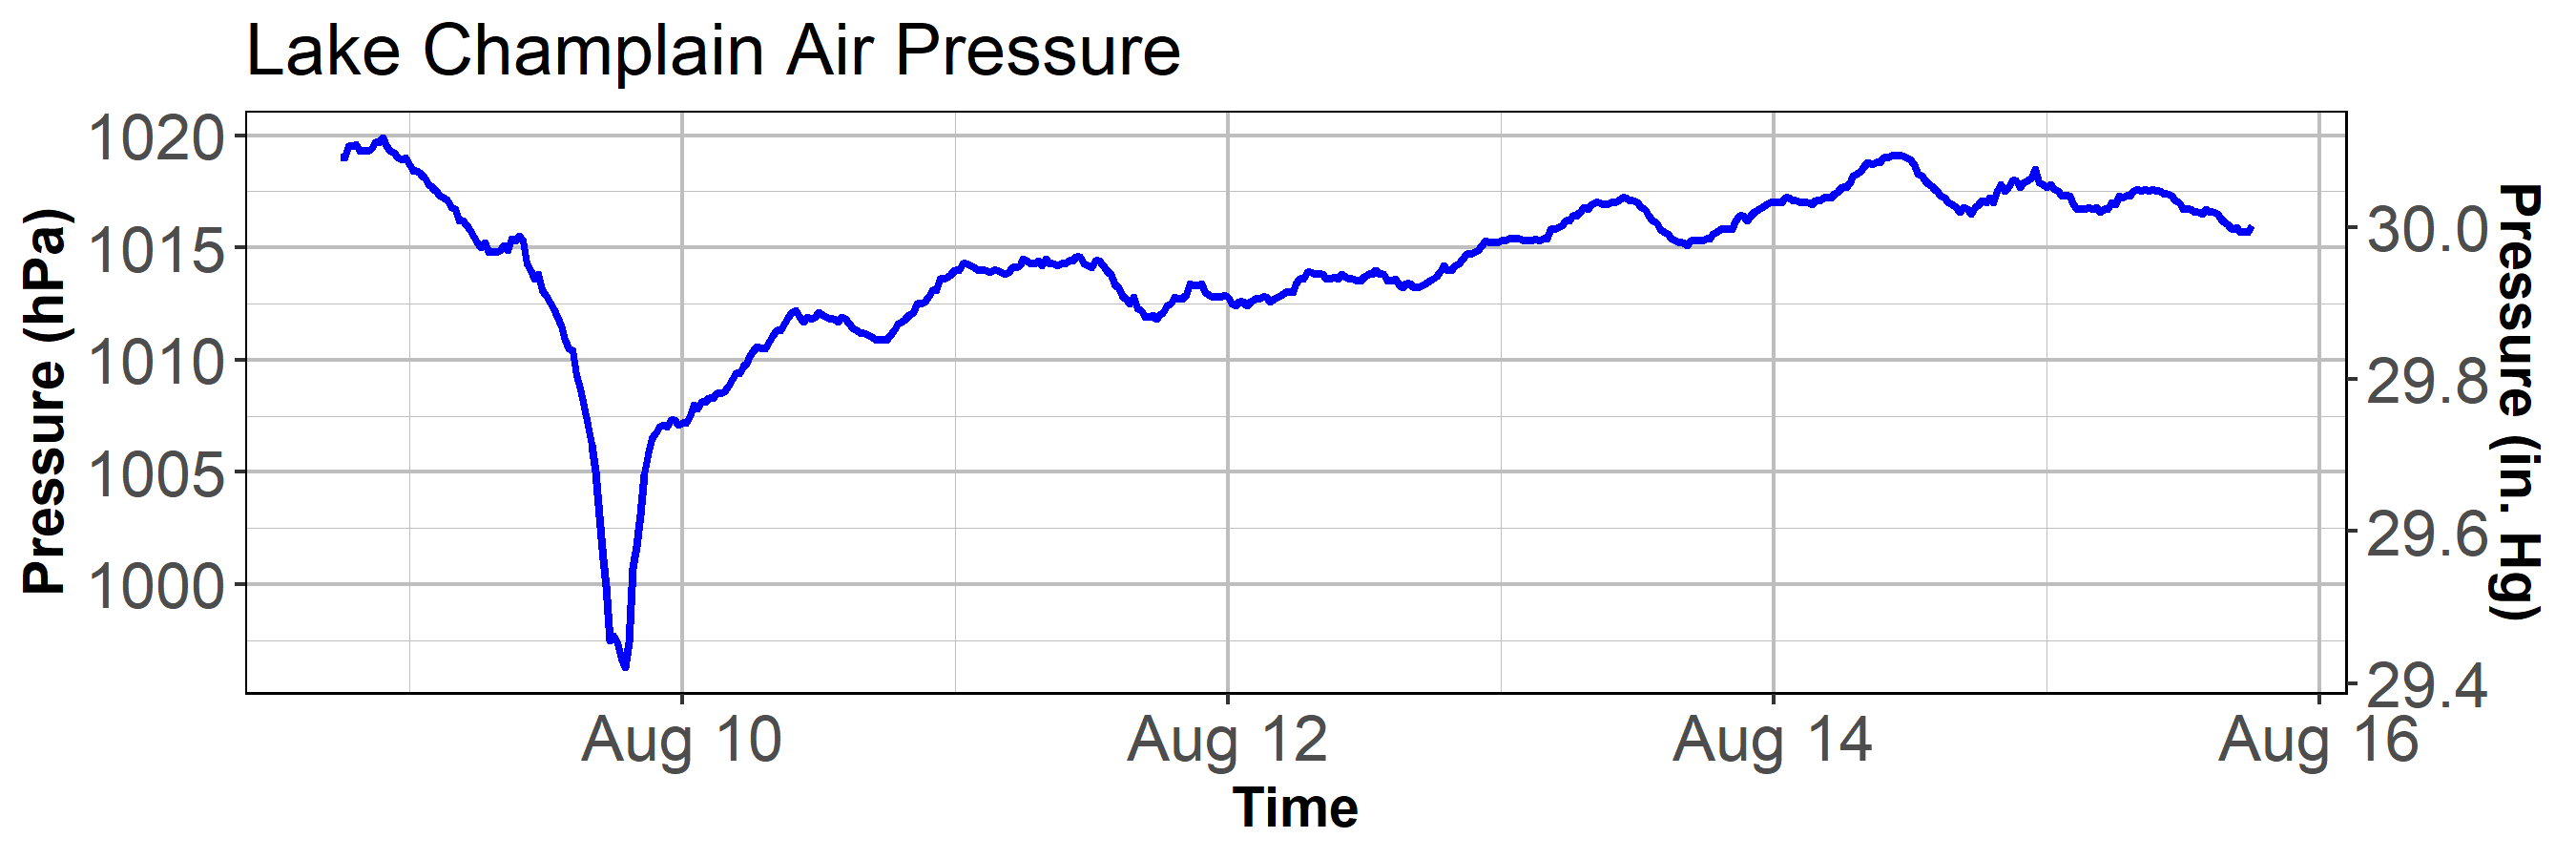 Lake Champlain Air Pressure
Pressure (hPa)
1020
1015
1010
1005
1000
30.0
29.8
29.6
29.4
Pressure (in. Hg)
Aug 10
Aug 12
Aug 14
Aug 16
Time